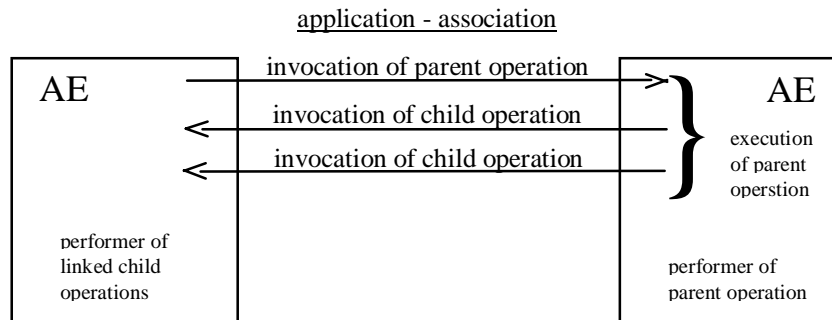 application - association
AE
invocation of parent operation
AE
invocation of child operation
invocation of child operation
execution
of parent
operstion
performer of
linked child
operations
performer of
parent operation